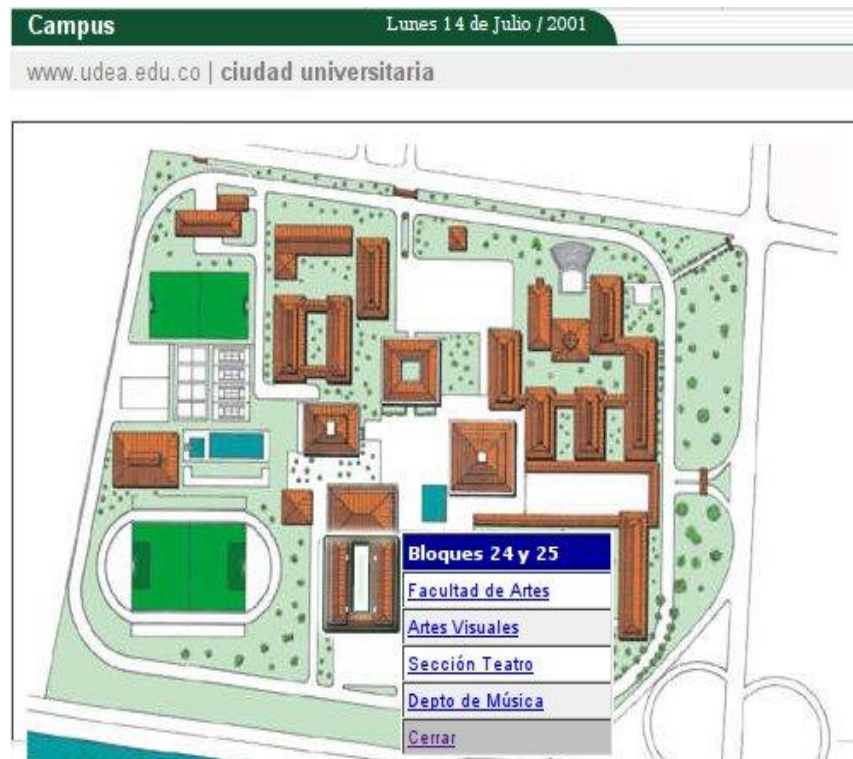 Campus
Lunes 14 de Julio / 2001
www.udea.edu.co | ciudad universitaria
Bloques 24 y 25
Facultad de Artes
Artes Visuales
Sección Teatro
Depto de Música
Cerrar